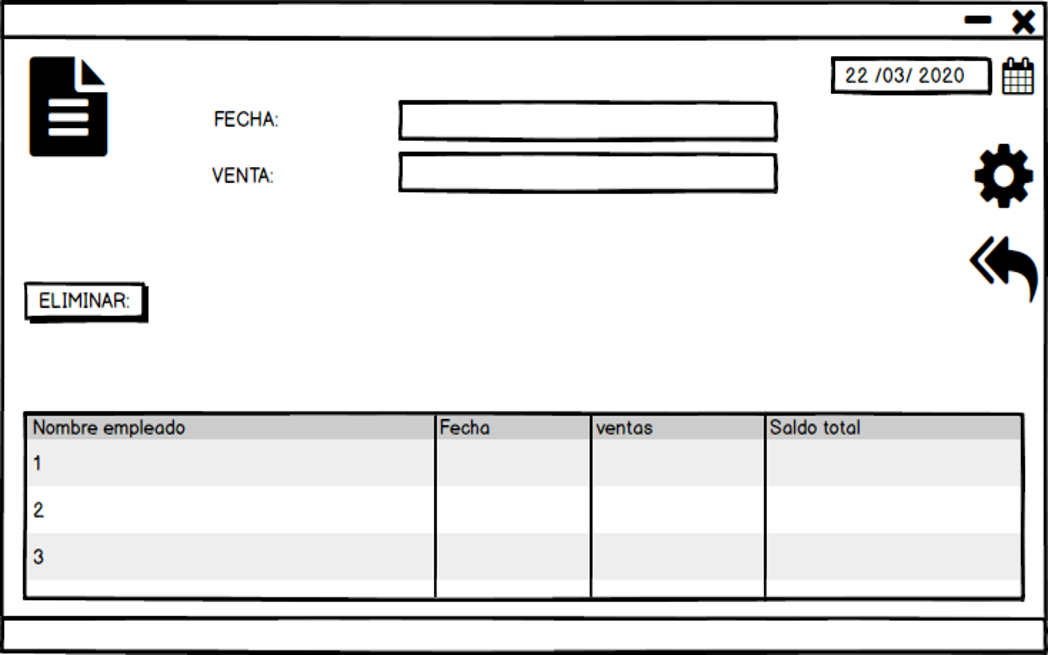 22 /03/ 2020
FECHA:
VENTA:
ELIMINAR:
Nombre empleado Fecha ventas Saldo total
1
2
3